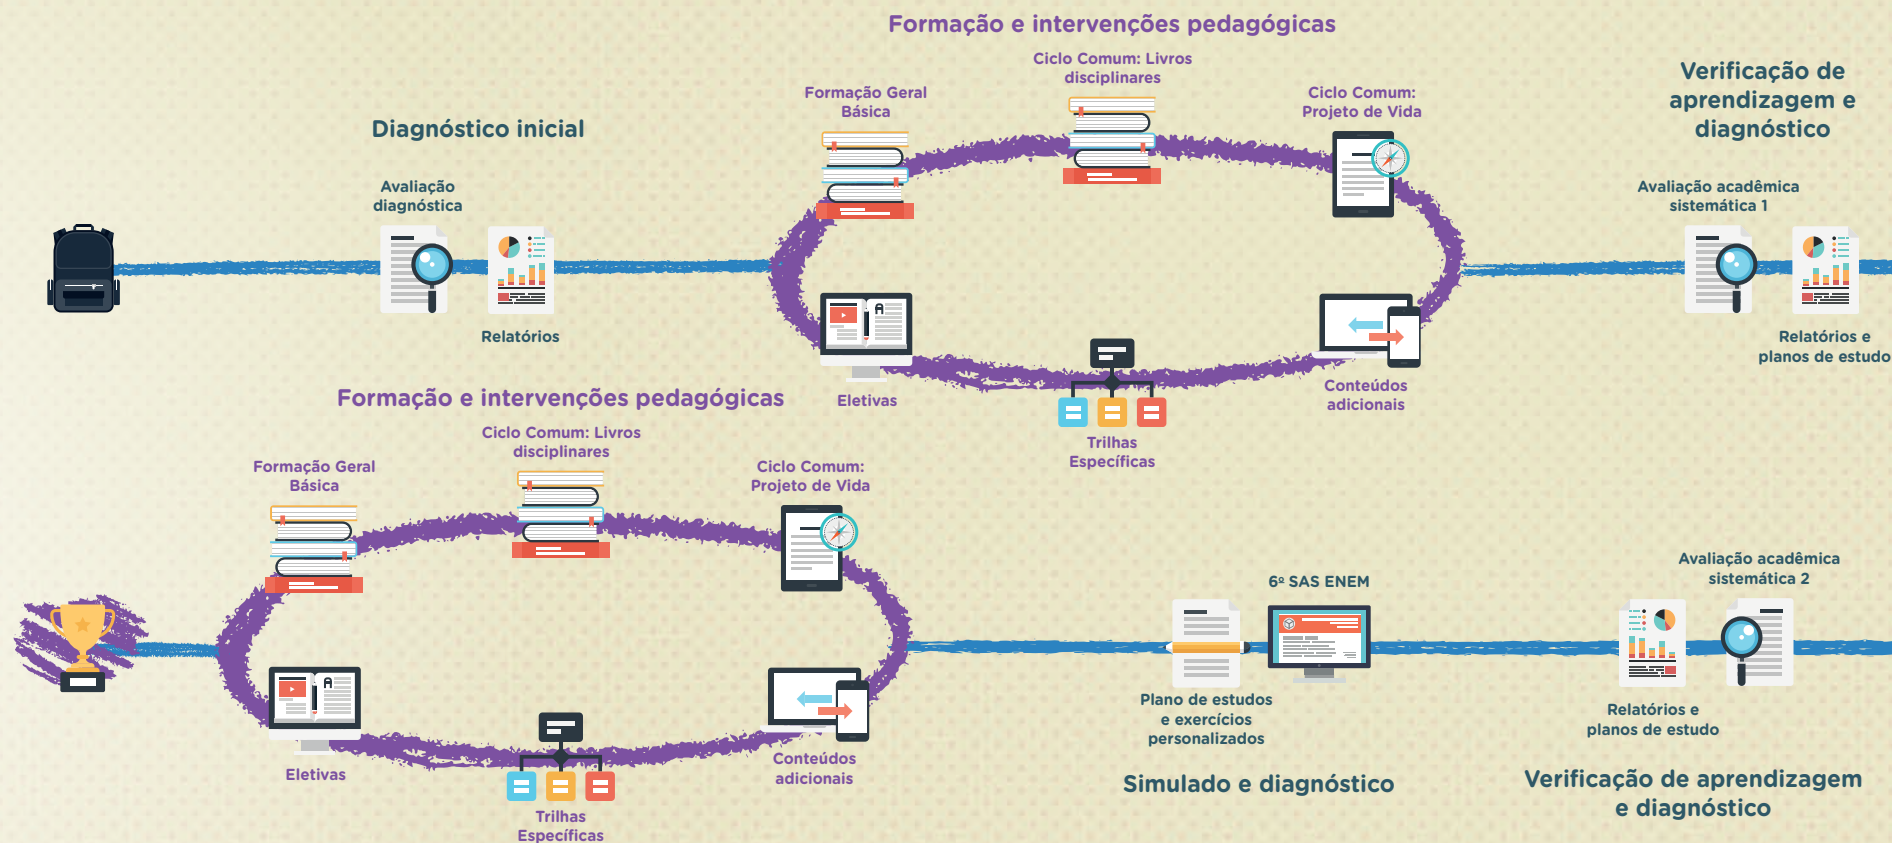 Formação e intervenções pedagógicas
Ciclo Comum: Livros
disciplinares
Formação Geral
Básica
Ciclo Comum:
Projeto de Vida
Verificação de
aprendizagem e
diagnóstico
Diagnóstico inicial
Avaliação
diagnóstica
Relatórios
Avaliação acadêmica
sistemática 1
Relatórios e
planos de estudo
Eletivas
Trilhas
Específicas
Conteúdos
adicionais
Formação e intervenções pedagógicas
Ciclo Comum: Livros
disciplinares
Formação Geral
Básica
Ciclo Comum:
Projeto de Vida
Eletivas
Trilhas
Específicas
Conteúdos
adicionais
6º SAS ENEM
Plano de estudos
e exercícios
personalizados
Simulado e diagnóstico
Avaliação acadêmica
sistemática 2
Relatórios e
planos de estudo
Verificação de aprendizagem
e diagnóstico